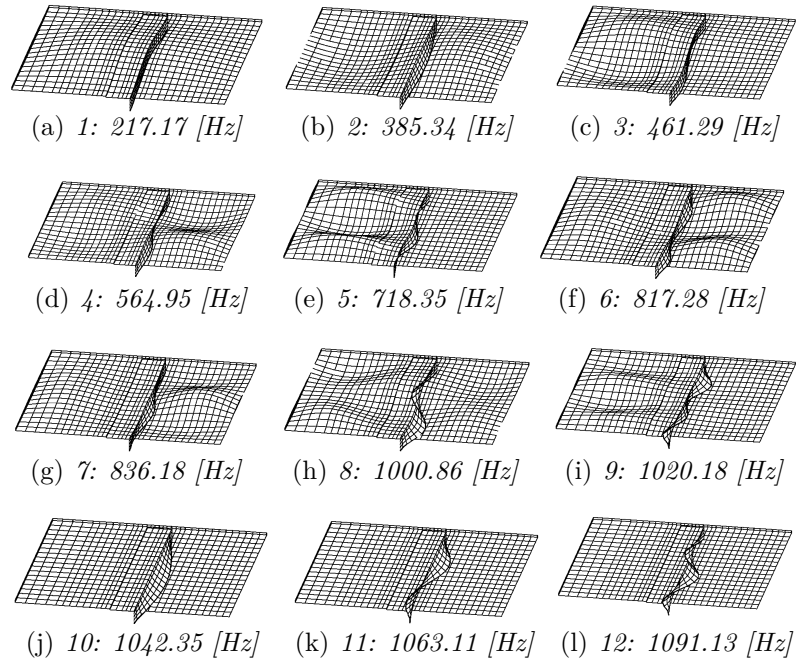 (a) 1: 217.17 [Hz] (b) 2: 385.34 [Hz] (c) 3: 461.29 [Hz]
(d) 4: 564.95 [Hz] (e) 5: 718.35 [Hz] (f) 6: 817.28 [Hz]
(g) 7: 836.18 [Hz] (h) 8: 1000.86 [Hz] (i) 9: 1020.18 [Hz]
(j) 10: 1042.35 [Hz] (k) 11: 1063.11 [Hz] (l) 12: 1091.13 [Hz]